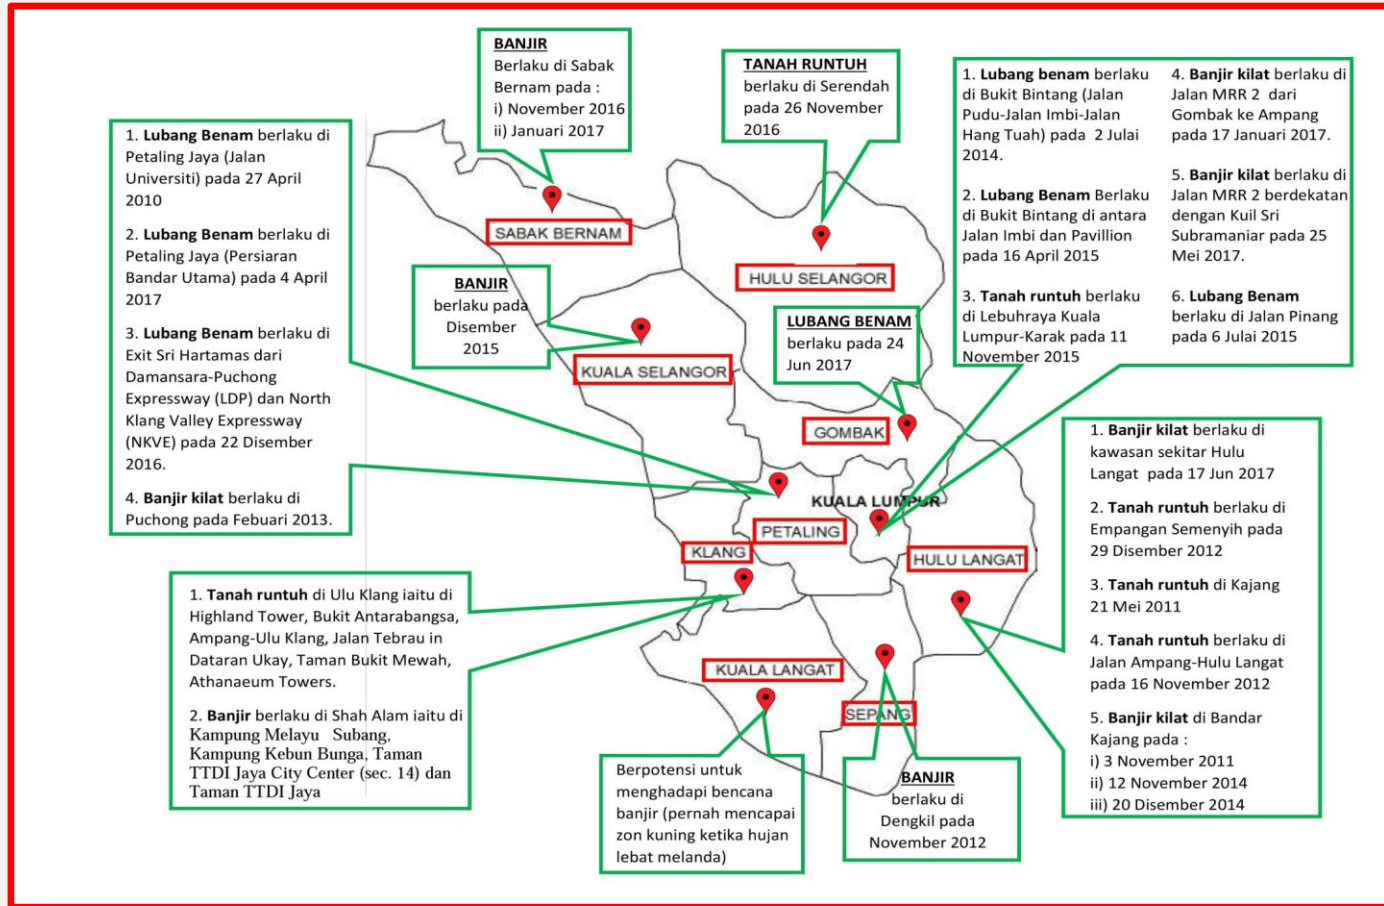 BANJIR
Berlaku di Sabak
Bernam pada :
i) November 2016
ii) Januari 2017
TANAH RUNTUH
berlaku di Serendah
pada 26 November
2016
1. Lubang benam berlaku
di Bukit Bintang (Jalan
Pudu-Jalan Imbi-Jalan
Hang Tuah) pada 2 Julai
2014.
2. Lubang Benam Berlaku
di Bukit Bintang di antara
Jalan Imbi dan Pavillion
pada 16 April 2015
3. Tanah runtuh berlaku
di Lebuhraya Kuala
Lumpur-Karak pada 11
November 2015
4. Banjir kilat berlaku di
Jalan MRR 2 dari
Gombak ke Ampang
pada 17 Januari 2017.
5. Banjir kilat berlaku di
Jalan MRR 2 berdekatan
dengan Kuil Sri
Subramaniar pada 25
Mei 2017.
6. Lubang Benam
berlaku di Jalan Pinang
pada 6 Julai 2015
1. Lubang Benam berlaku di
Petaling Jaya (Jalan
Universiti) pada 27 April
2010
2. Lubang Benam berlaku di
Petaling Jaya (Persiaran
Bandar Utama) pada 4 April
2017
3. Lubang Benam berlaku di
Exit Sri Hartamas dari
Damansara-Puchong
Expressway (LDP) dan North
Klang Valley Expressway
(NKVE) pada 22 Disember
2016.
4. Banjir kilat berlaku di
Puchong pada Febuari 2013.
SABAK BERNAM
HULU SELANGOR
BANJIR
berlaku pada
Disember
2015
LUBANG BENAM
berlaku pada 24
Jun 2017
KUALA SELANGOR
GOMBAK
KUALA LUMPUR
PETALING
KLANG
HULU LANGAT
KUALA LANGAT
SEPANG
1. Banjir kilat berlaku di
kawasan sekitar Hulu
Langat pada 17 Jun 2017
2. Tanah runtuh berlaku di
Empangan Semenyih pada
29 Disember 2012
3. Tanah runtuh di Kajang
21 Mei 2011
4. Tanah runtuh berlaku di
Jalan Ampang-Hulu Langat
pada 16 November 2012
5. Banjir kilat di Bandar
Kajang pada :
i) 3 November 2011
ii) 12 November 2014
iii) 20 Disember 2014
1. Tanah runtuh di Ulu Klang iaitu di
Highland Tower, Bukit Antarabangsa,
Ampang-Ulu Klang, Jalan Tebrau in
Dataran Ukay, Taman Bukit Mewah,
Athanaeum Towers.
2. Banjir berlaku di Shah Alam iaitu di
Kampung Melayu Subang,
Kampung Kebun Bunga, Taman
TTDI Jaya City Center (sec. 14) dan
Taman TTDI Jaya
Berpotensi untuk
menghadapi bencana
banjir (pernah mencapai
zon kuning ketika hujan
lebat melanda)
BANJIR
berlaku di
Dengkil pada
November 2012